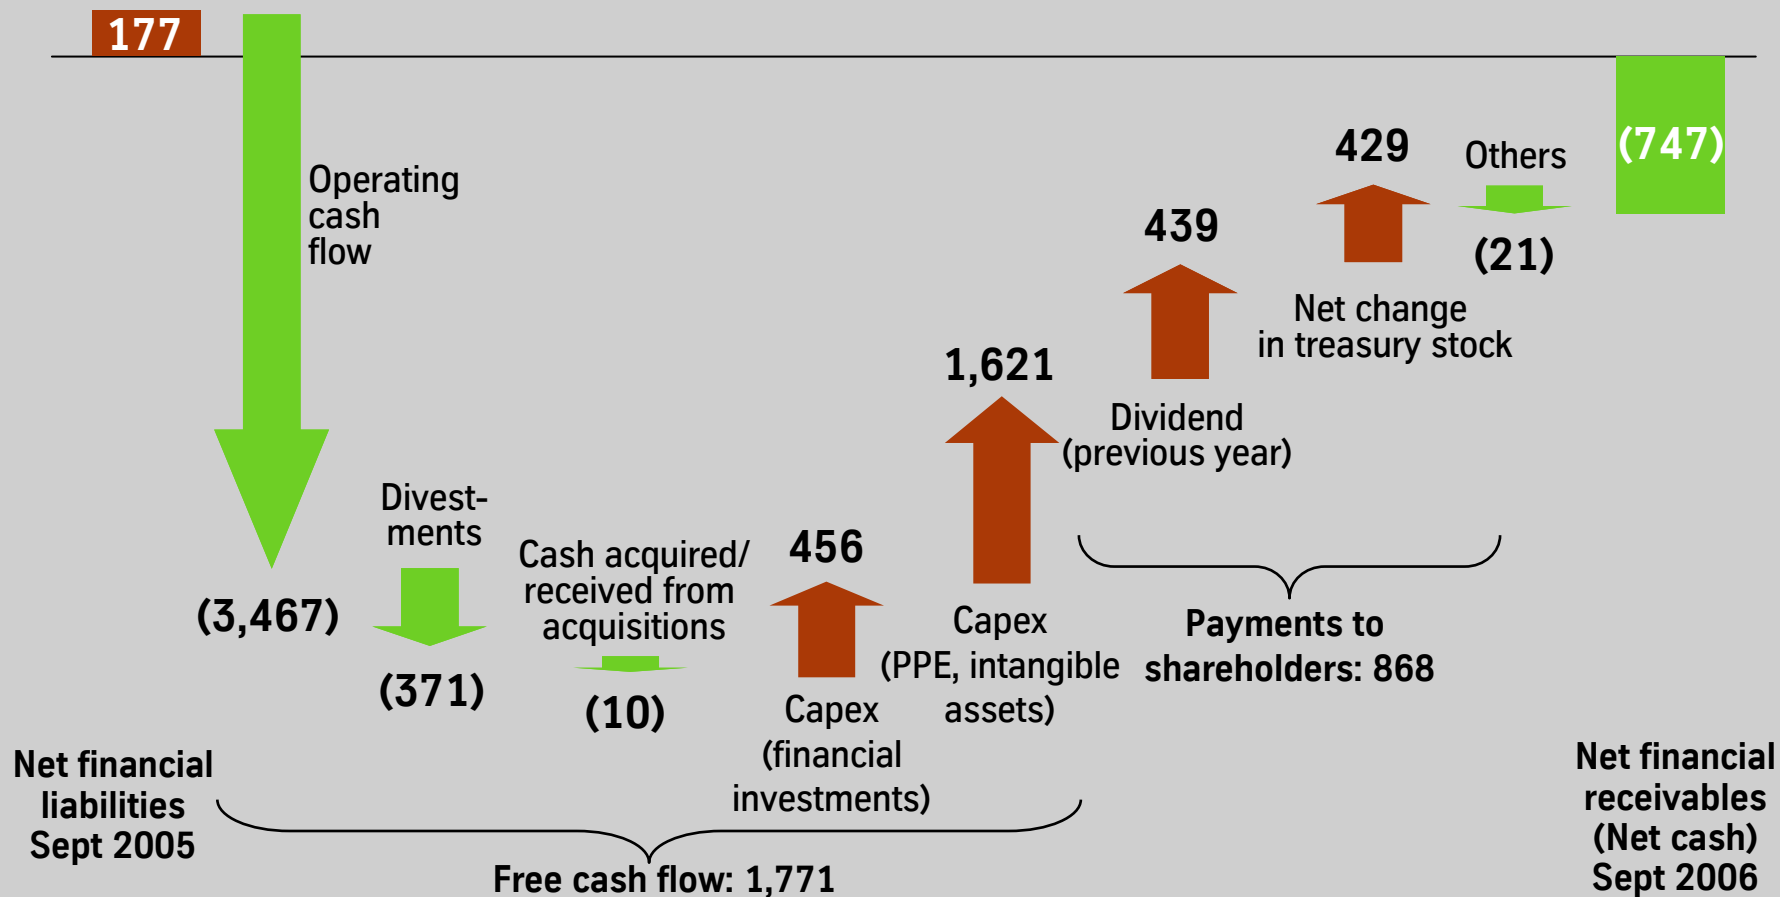 177
Operating
cash
flow
(3,467)
Divest-
ments
(371)
Cash acquired/
received from
acquisitions
(10)
456
Capex
(financial
investments)
1,621
Capex
(PPE, intangible
assets)
439
Dividend
(previous year)
429
Net change
in treasury stock
Others
(21)
(747)
Payments to
shareholders: 868
Net financial
liabilities
Sept 2005
Free cash flow: 1,771
Net financial
receivables
(Net cash)
Sept 2006